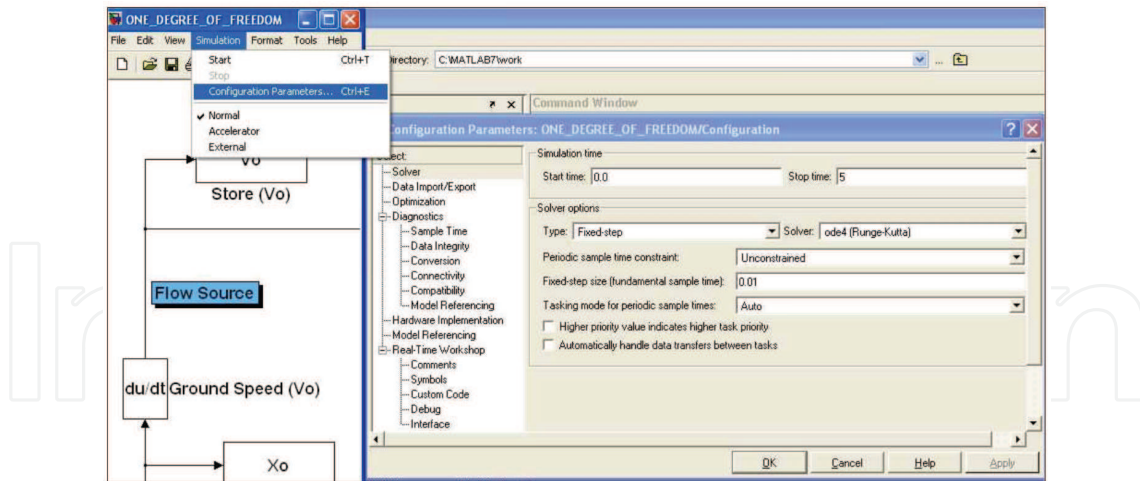 ONE_DEGREE_OF_FREEDOM
File Edit View Simulation Format Tools Help
Start Ctrl+T
Stop
Configuration Parameters... Ctrl+E
Normal
Accelerator
External
Vo
Store (Vo)
Flow Source
du/dt Ground Speed (Vo)
Xo
irectory: C:\MATLAB7\work
...
Command Window
Configuration Parameters: ONE_DEGREE_OF_FREEDOM/Configuration
Select:
Solver
Data Import/Export
Optimization
Diagnostics
Sample Time
Data Integrity
Conversion
Connectivity
Compatibility
Model Referencing
Hardware Implementation
Model Referencing
Real-Time Workshop
Comments
Symbols
Custom Code
Debug
Interface
Simulation time
Start time: 0.0 Stop time: 5
Solver options
Type: Fixed-step Solver: ode4 (Runge-Kutta)
Periodic sample time constraint: Unconstrained
Fixed-step size (fundamental sample time): 0.01
Tasking mode for periodic sample times: Auto
Higher priority value indicates higher task priority
Automatically handle data transfers between tasks
OK Cancel Help Apply